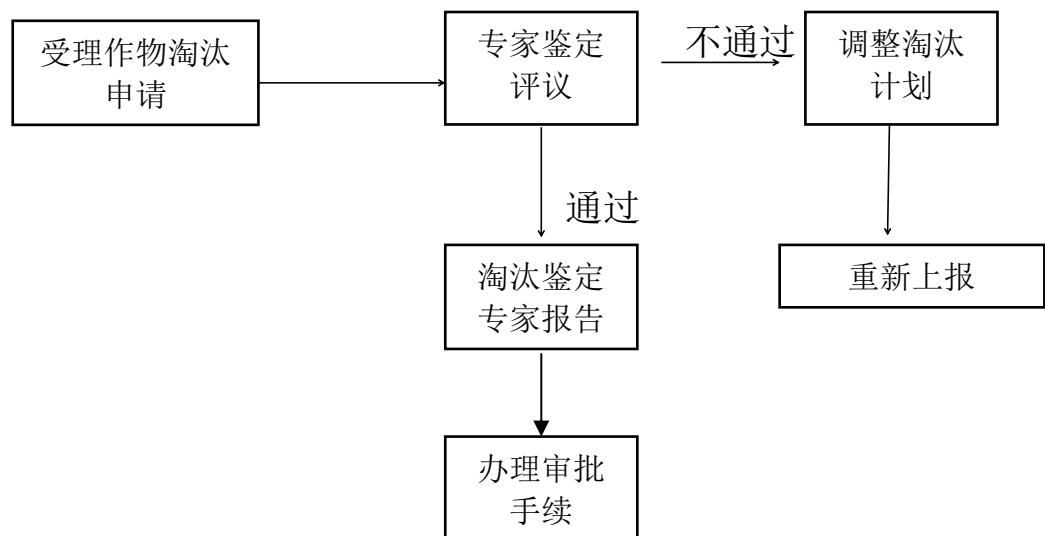 受理作物淘汰
申请
专家鉴定
评议
不通过
调整淘汰
计划
通过
淘汰鉴定
专家报告
重新上报
办理审批
手续